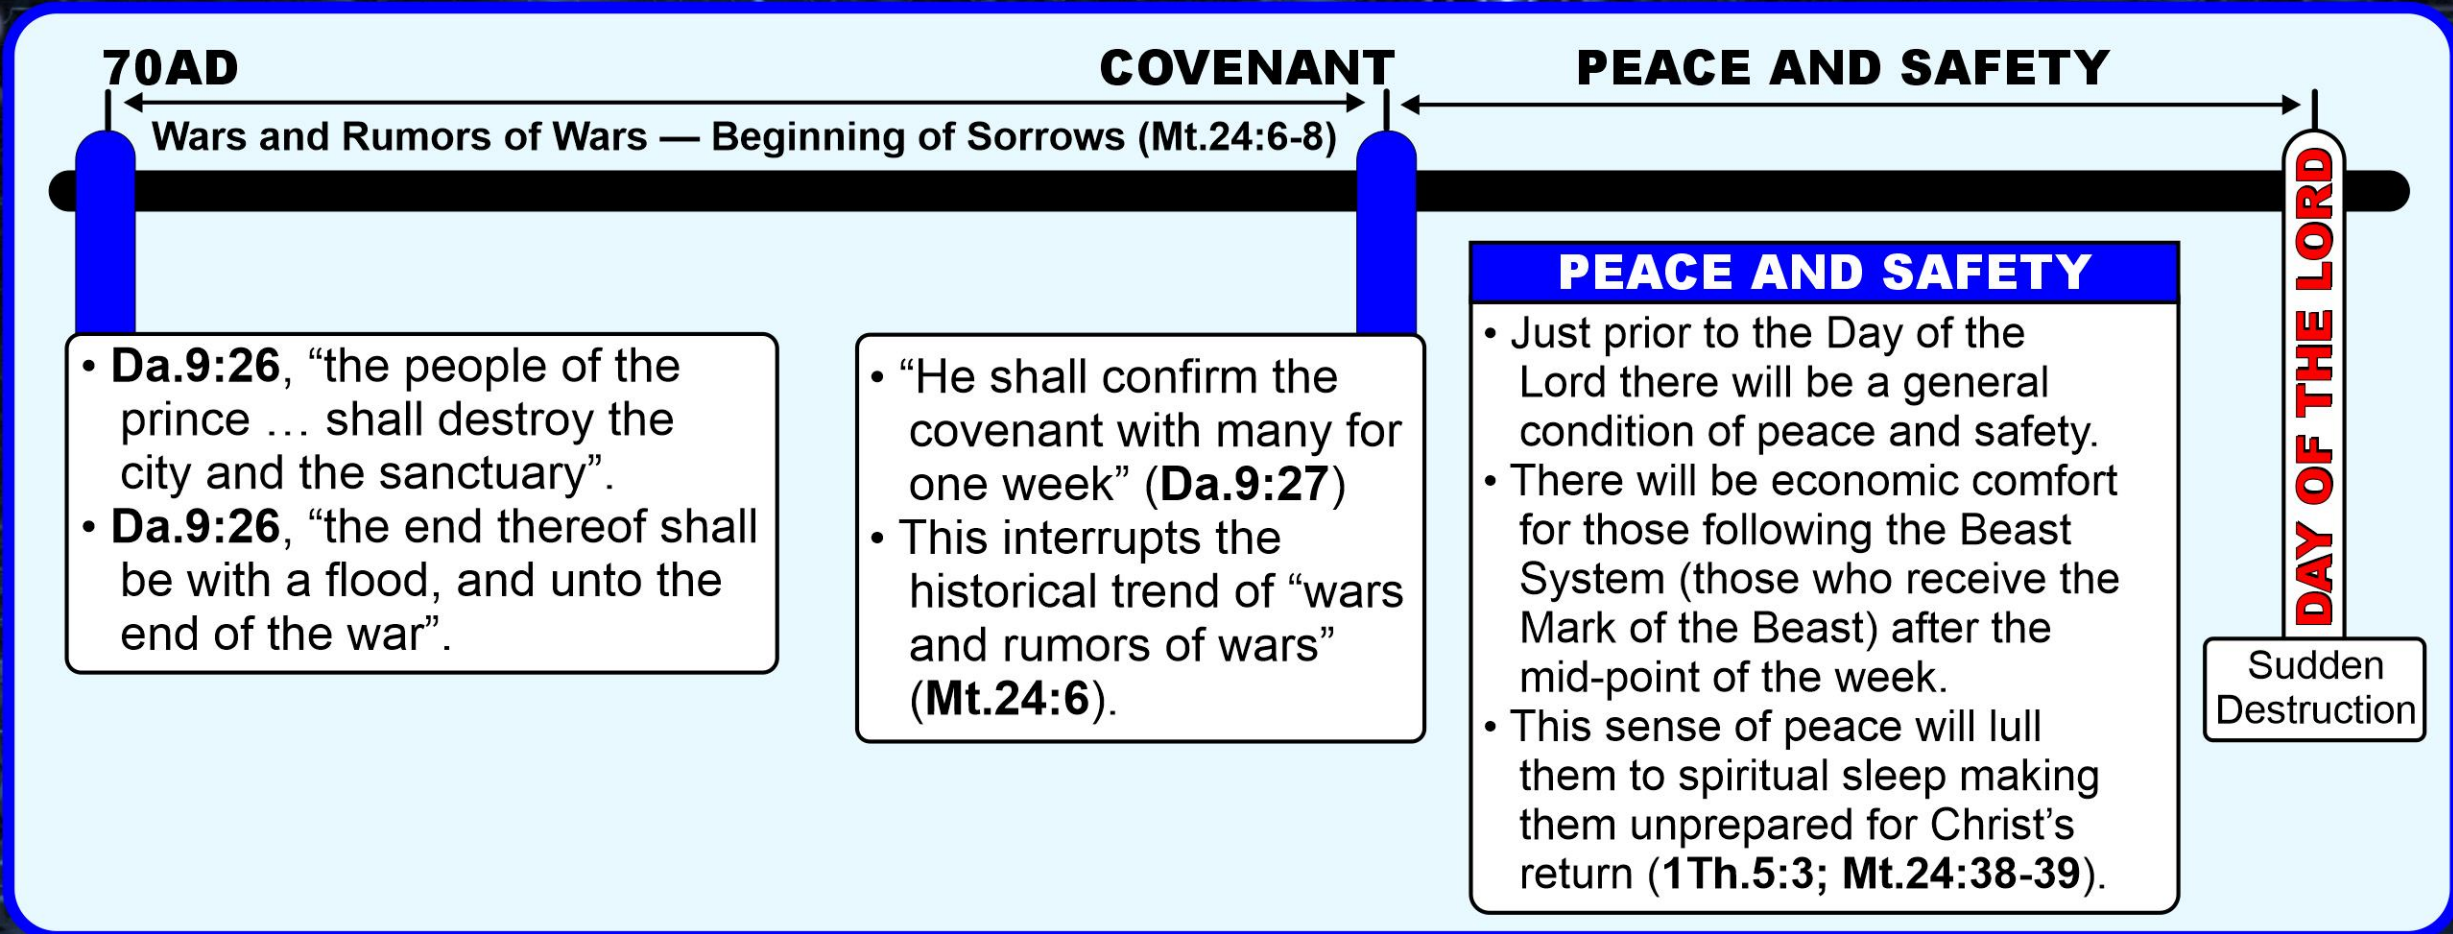 70AD
COVENANT
PEACE AND SAFETY
Wars and Rumors of Wars — Beginning of Sorrows (Mt.24:6-8)
• Da.9:26, “the people of the
prince … shall destroy the
city and the sanctuary”.
• Da.9:26, “the end thereof shall
be with a flood, and unto the
end of the war”.
• “He shall confirm the
covenant with many for
one week” (Da.9:27)
• This interrupts the
historical trend of “wars
and rumors of wars”
(Mt.24:6).
PEACE AND SAFETY
• Just prior to the Day of the
Lord there will be a general
condition of peace and safety.
• There will be economic comfort
for those following the Beast
System (those who receive the
Mark of the Beast) after the
mid-point of the week.
• This sense of peace will lull
them to spiritual sleep making
them unprepared for Christ’s
return (1Th.5:3; Mt.24:38-39).
DAY OF THE LORD
Sudden
Destruction